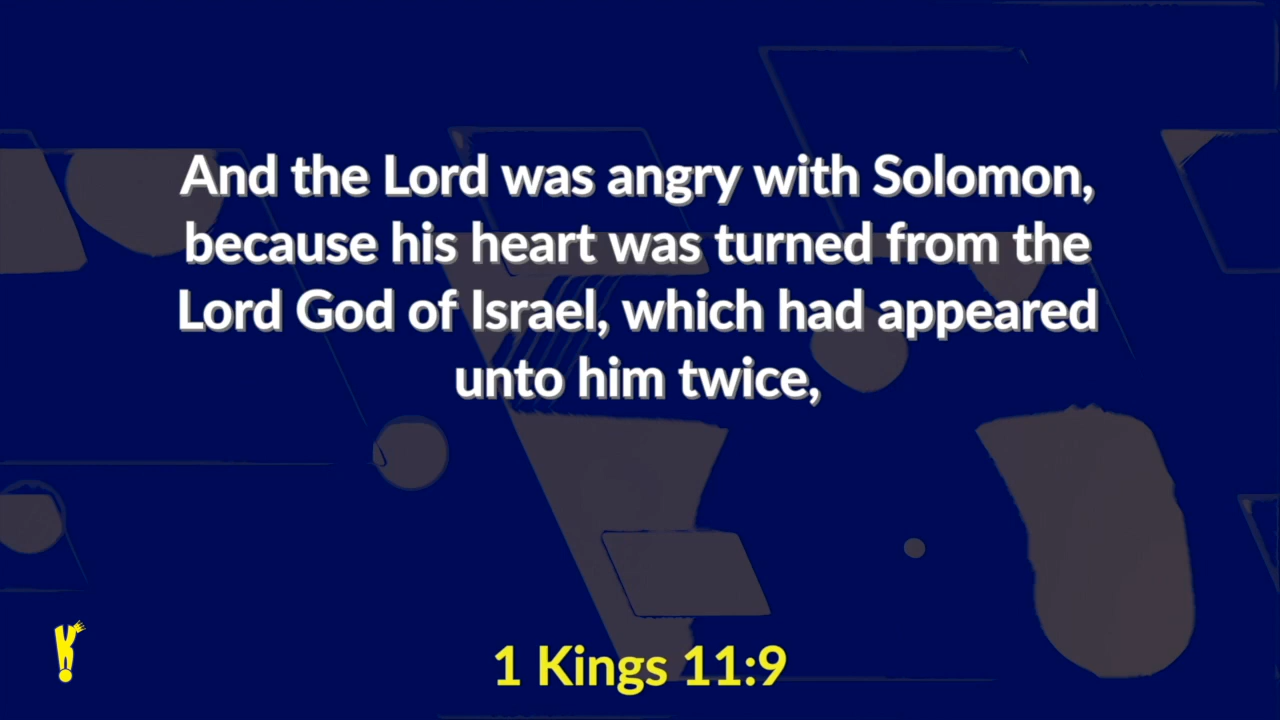 And the Lord was angry with Solomon,
because his heart was turned from the
Lord God of Israel, which had appeared
unto him twice,
1 Kings 11:9